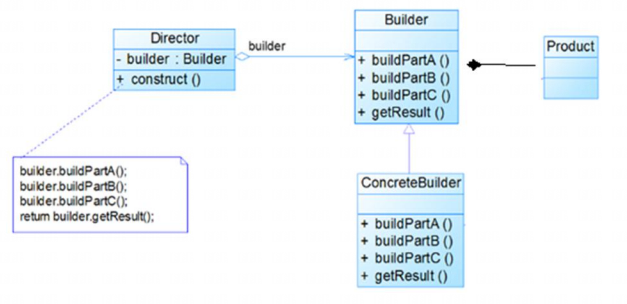 Director
- builder : Builder
+ construct ()
builder
Builder
+ buildPartA ()
+ buildPartB ()
+ buildPartC ()
+ getResult ()
Product
builder.buildPartA();
builder.buildPartB();
builder.buildPartC();
return builder.getResult();
ConcreteBuilder
+ buildPartA ()
+ buildPartB ()
+ buildPartC ()
+ getResult ()